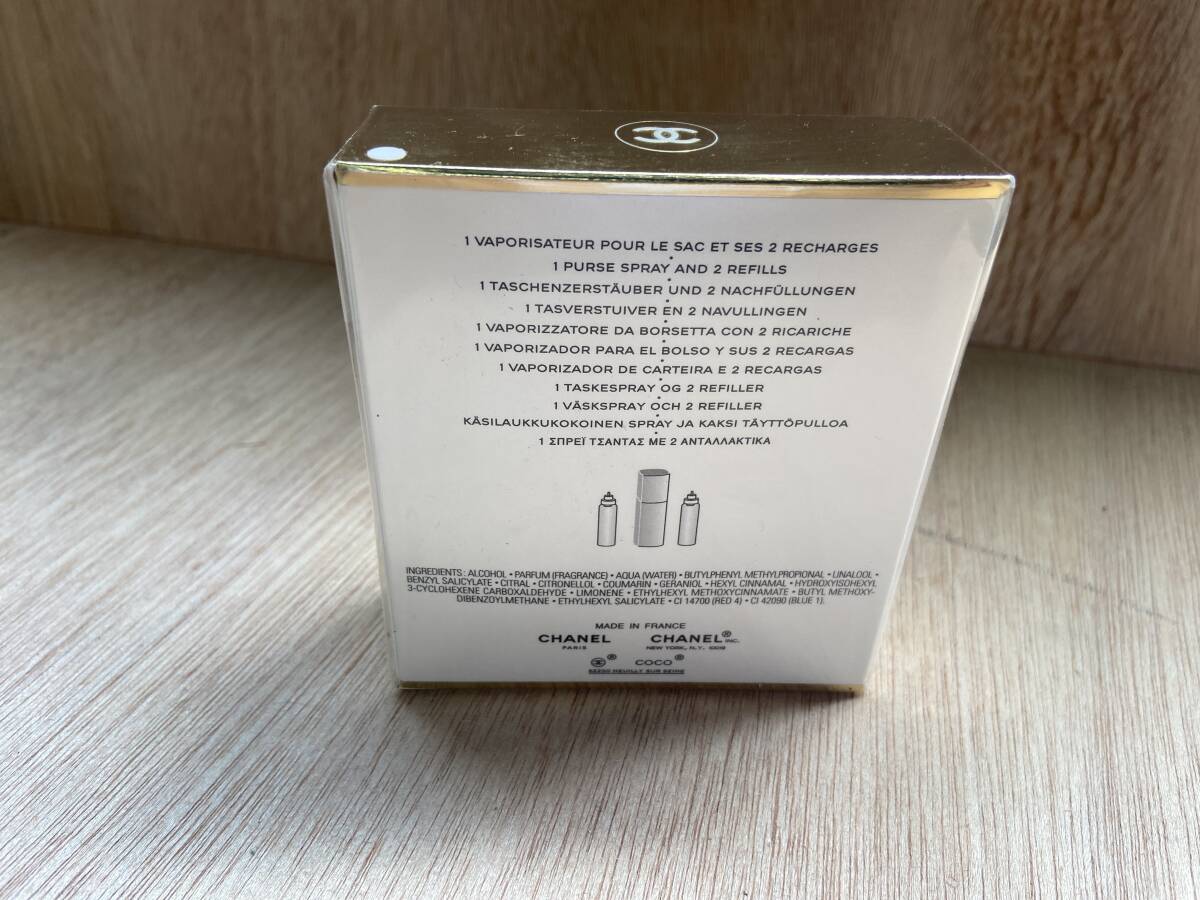 1 VAPORISATEUR POUR LE SAC ET SES 2 RECHARGES
•
1 PURSE SPRAY AND 2 REFILLS
•
1 TASCHENZERSTÄUBER UND 2 NACHFÜLLUNGEN
•
1 TASVERSTUIVER EN 2 NAVULLINGEN
•
1 VAPORIZZATORE DA BORSETTA CON 2 RICARICHE
•
1 VAPORIZADOR PARA EL BOLSO Y SUS 2 RECARGAS
•
1 VAPORIZADOR DE CARTEIRA E 2 RECARGAS
•
1 TASKESPRAY OG 2 REFILLER
•
1 VÄSKSPRAY OCH 2 REFILLER
•
KÄSILAUKKUKOKOINEN SPRAY JA KAKSI TÄYTTÖPULLOA
•
1 ΣΠΡΕΪ ΤΣΑΝΤΑΣ ΜΕ 2 ΑΝΤΑΛΛΑΚΤΙΚΑ
INGREDIENTS : ALCOHOL • PARFUM (FRAGRANCE) • AQUA (WATER) • BUTYLPHENYL METHYLPROPIONAL • LINALOOL •
BENZYL SALICYLATE • CITRAL • CITRONELLOL • COUMARIN • GERANIOL • HEXYL CINNAMAL • HYDROXYISOHEXYL
3-CYCLOHEXENE CARBOXALDEHYDE • LIMONENE • ETHYLHEXYL METHOXYCINNAMATE • BUTYL METHOXY-
DIBENZOYLMETHANE • ETHYLHEXYL SALICYLATE • CI 14700 (RED 4) • CI 42090 (BLUE 1).
MADE IN FRANCE
CHANEL CHANEL® INC.
PARIS NEW YORK, N.Y. 10019
® COCO®
92200 NEUILLY SUR SEINE